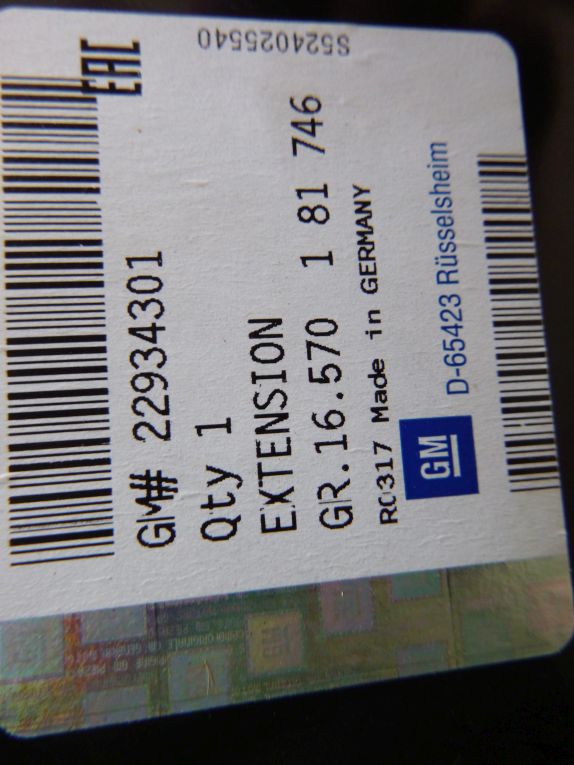 EAC
GM# 22934301
Qty 1
EXTENSION
GR.16.570 1 81 746
RC317 Made in GERMANY
GM D-65423 Rüsselsheim
S524025540